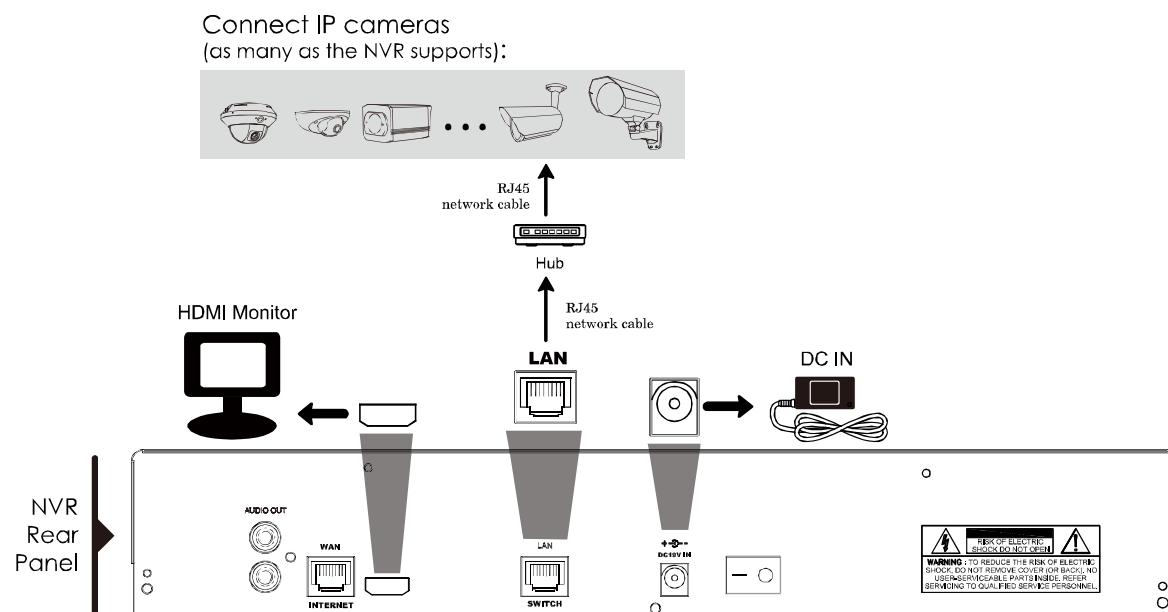 Connect IP cameras
(as many as the NVR supports):
RJ45
network cable
Hub
RJ45
network cable
HDMI Monitor
LAN
DC IN
NVR
Rear
Panel
AUDIO OUT
WAN
INTERNET
LAN
SWITCH
DC19V IN
RISK OF ELECTRIC
SHOCK DO NOT OPEN
WARNING : TO REDUCE THE RISK OF ELECTRIC
SHOCK, DO NOT REMOVE COVER (OR BACK). NO
USER-SERVICEABLE PARTS INSIDE. REFER
SERVICING TO QUALIFIED SERVICE PERSONNEL.